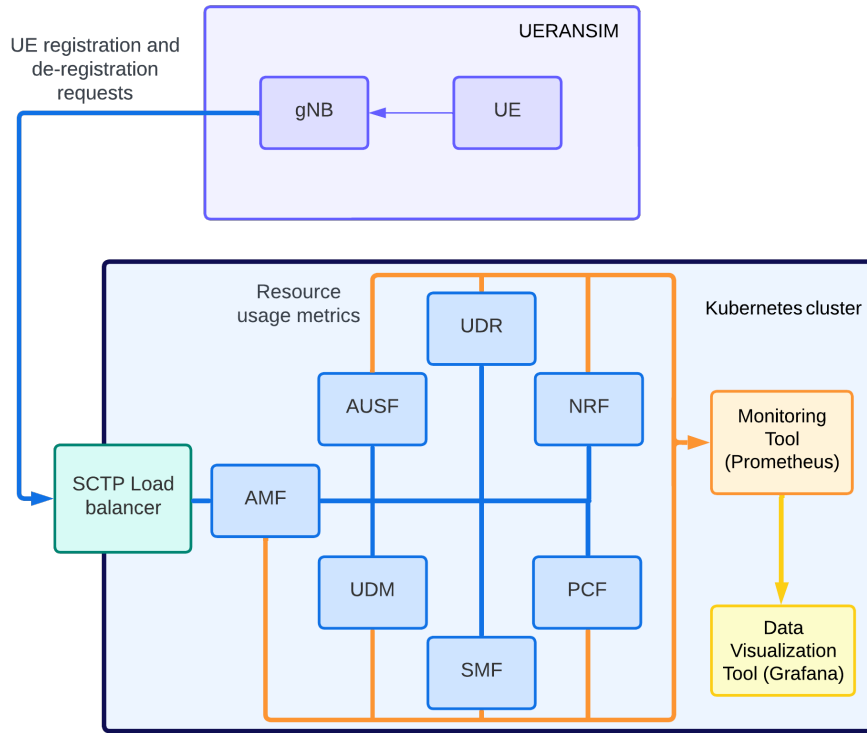 UERANSIM
UE registration and
de-registration
requests
gNB
UE
Resource
usage metrics
Kubernetes cluster
UDR
AUSF
NRF
Monitoring
Tool
(Prometheus)
SCTP Load
balancer
AMF
UDM
PCF
SMF
Data
Visualization
Tool (Grafana)